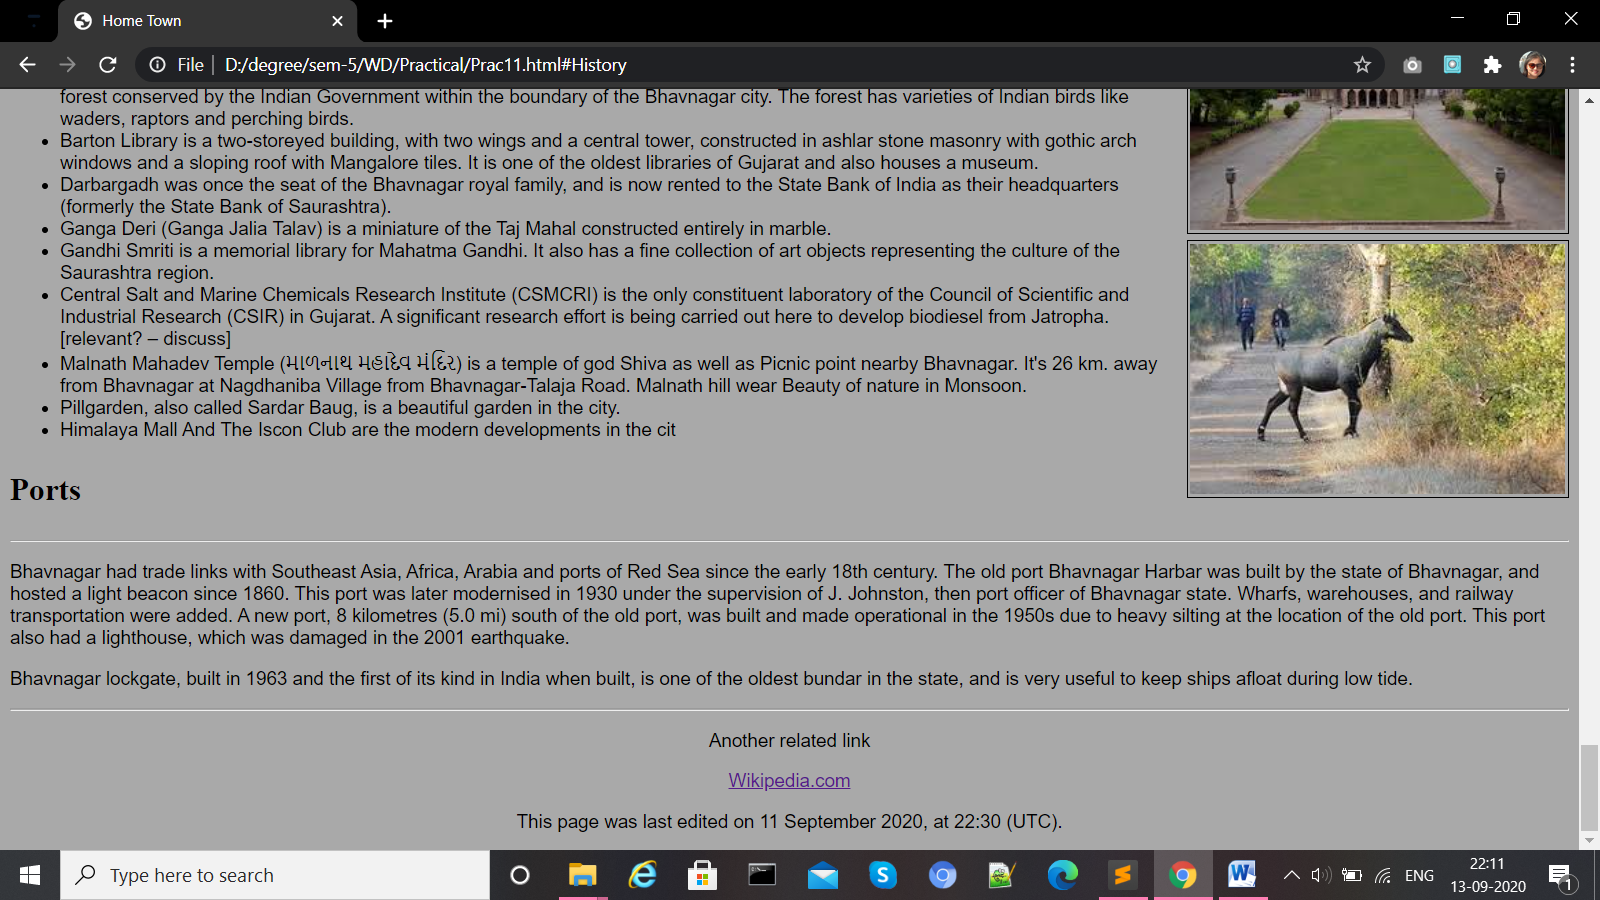 Home Town
File
D:/degree/sem-5/WD/Practical/Prac11.html#History
forest conserved by the Indian Government within the boundary of the Bhavnagar city. The forest has varieties of Indian birds like
waders, raptors and perching birds.
Barton Library is a two-storeyed building, with two wings and a central tower, constructed in ashlar stone masonry with gothic arch
windows and a sloping roof with Mangalore tiles. It is one of the oldest libraries of Gujarat and also houses a museum.
Darbargadh was once the seat of the Bhavnagar royal family, and is now rented to the State Bank of India as their headquarters
(formerly the State Bank of Saurashtra).
Ganga Deri (Ganga Jalia Talav) is a miniature of the Taj Mahal constructed entirely in marble.
Gandhi Smriti is a memorial library for Mahatma Gandhi. It also has a fine collection of art objects representing the culture of the
Saurashtra region.
Central Salt and Marine Chemicals Research Institute (CSMCRI) is the only constituent laboratory of the Council of Scientific and
Industrial Research (CSIR) in Gujarat. A significant research effort is being carried out here to develop biodiesel from Jatropha.
[relevant? – discuss]
Malnath Mahadev Temple (માળનાથ મહાદેવ મંદિર) is a temple of god Shiva as well as Picnic point nearby Bhavnagar. It's 26 km. away
from Bhavnagar at Nagdhaniba Village from Bhavnagar-Talaja Road. Malnath hill wear Beauty of nature in Monsoon.
Pillgarden, also called Sardar Baug, is a beautiful garden in the city.
Himalaya Mall And The Iscon Club are the modern developments in the cit
Ports
Bhavnagar had trade links with Southeast Asia, Africa, Arabia and ports of Red Sea since the early 18th century. The old port Bhavnagar Harbar was built by the state of Bhavnagar, and
hosted a light beacon since 1860. This port was later modernised in 1930 under the supervision of J. Johnston, then port officer of Bhavnagar state. Wharfs, warehouses, and railway
transportation were added. A new port, 8 kilometres (5.0 mi) south of the old port, was built and made operational in the 1950s due to heavy silting at the location of the old port. This port
also had a lighthouse, which was damaged in the 2001 earthquake.
Bhavnagar lockgate, built in 1963 and the first of its kind in India when built, is one of the oldest bundar in the state, and is very useful to keep ships afloat during low tide.
Another related link
Wikipedia.com
This page was last edited on 11 September 2020, at 22:30 (UTC).
Type here to search
ENG
22:11
13-09-2020
1